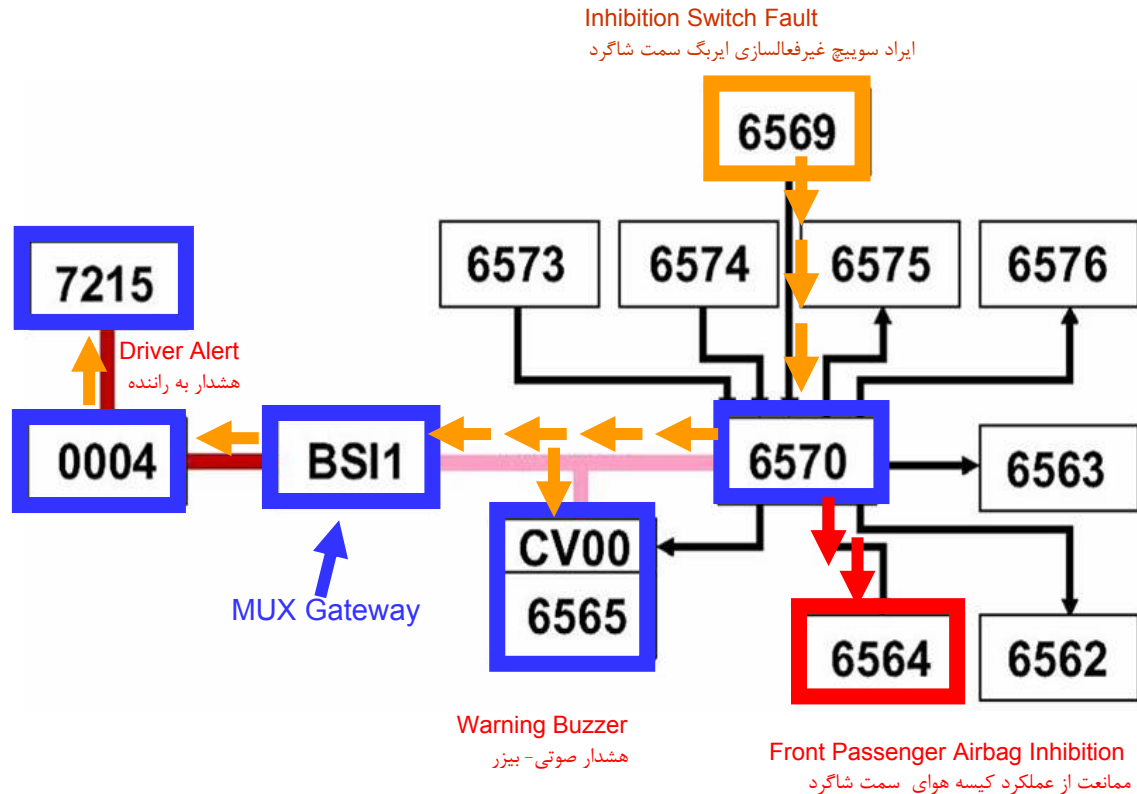 Inhibition Switch Fault
ایراد سوییچ غیرفعالسازی ایربگ سمت شاگرد
6569
6573
6574
6575
6576
7215
Driver Alert
هشدار به راننده
0004
BSI1
6570
6563
CV00
6565
MUX Gateway
6564
6562
Warning Buzzer
هشدار صوتی- بیزر
Front Passenger Airbag Inhibition
ممانعت از عملکرد کیسه هوای سمت شاگرد